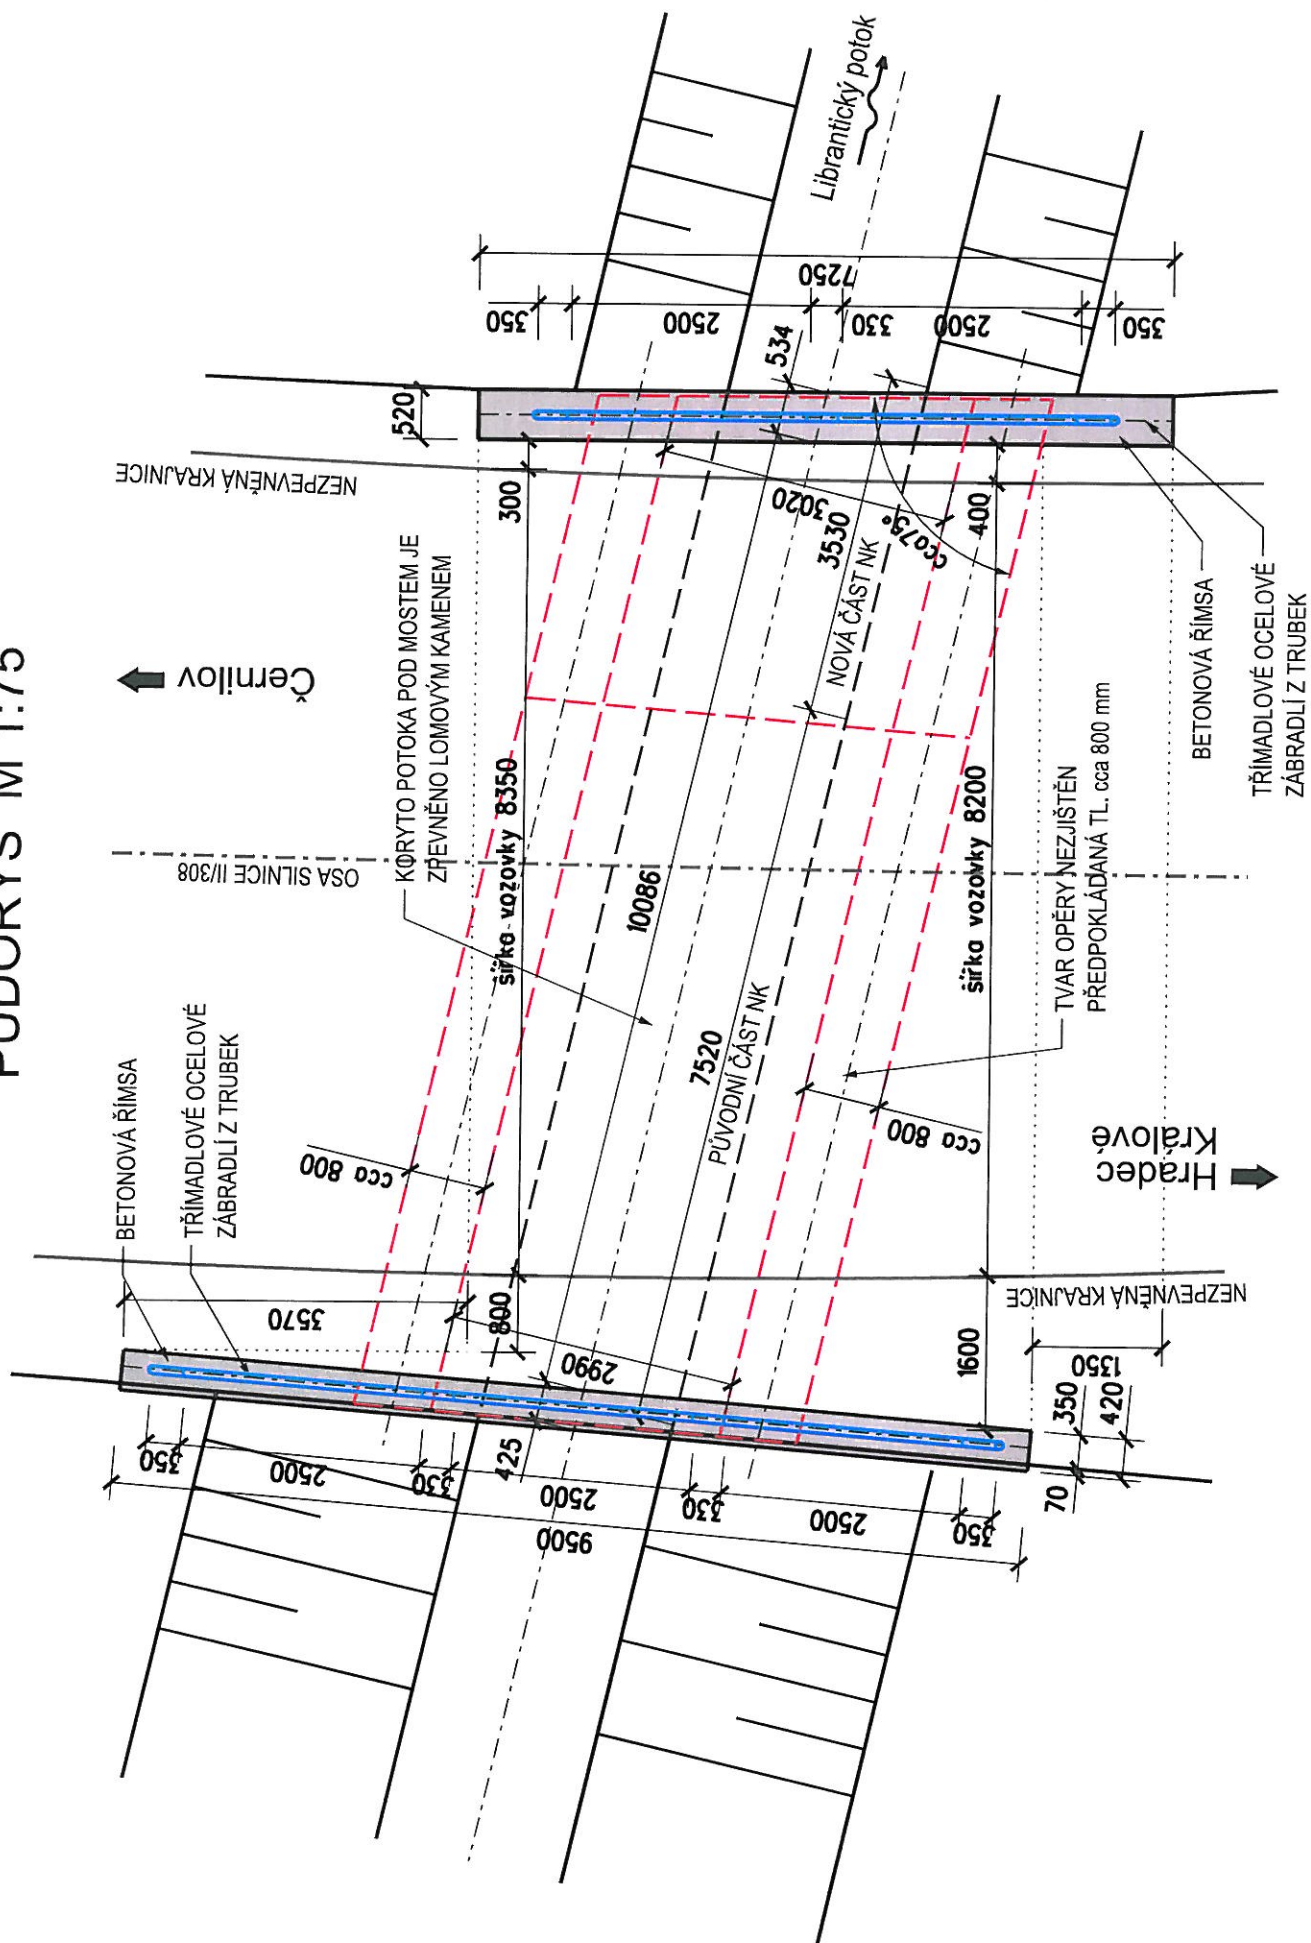 PŮDORYS M 1:75
Librantický potok
7250
350
2500
330
2500
350
534
520
NEZPEVNĚNÁ KRAJNICE
300
3020
400
3530
cca75°
NOVÁ ČÁST NK
KORYTO POTOKA POD MOSTEM JE
ZPEVNĚNO LOMOVÝM KAMENEM
BETONOVÁ ŘÍMSA
TŘÍMADLOVÉ OCELOVÉ
ZÁBRADLÍ Z TRUBEK
Černilov
OSA SILNICE II/308
šířka vozovky 8350
10086
šířka vozovky 8200
TVAR OPĚRY NEZJIŠTĚN
PŘEDPOKLÁDANÁ TL. cca 800 mm
7520
PŮVODNÍ ČÁST NK
cca 800
cca 800
Hradec
Králové
BETONOVÁ ŘÍMSA
TŘÍMADLOVÉ OCELOVÉ
ZÁBRADLÍ Z TRUBEK
NEZPEVNĚNÁ KRAJNICE
3570
800
2990
1600
1350
350
420
70
425
350
2500
330
2500
330
2500
350
9500